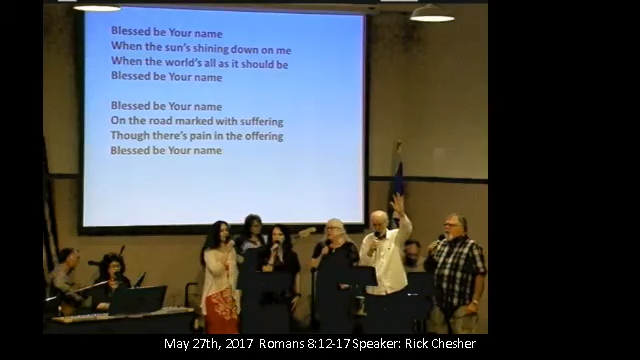 Blessed be Your name
When the sun's shining down on me
When the world's all as it should be
Blessed be Your name
Blessed be Your name
On the road marked with suffering
Though there's pain in the offering
Blessed be Your name
May 27th, 2017 Romans 8:12-17 Speaker: Rick Chesher